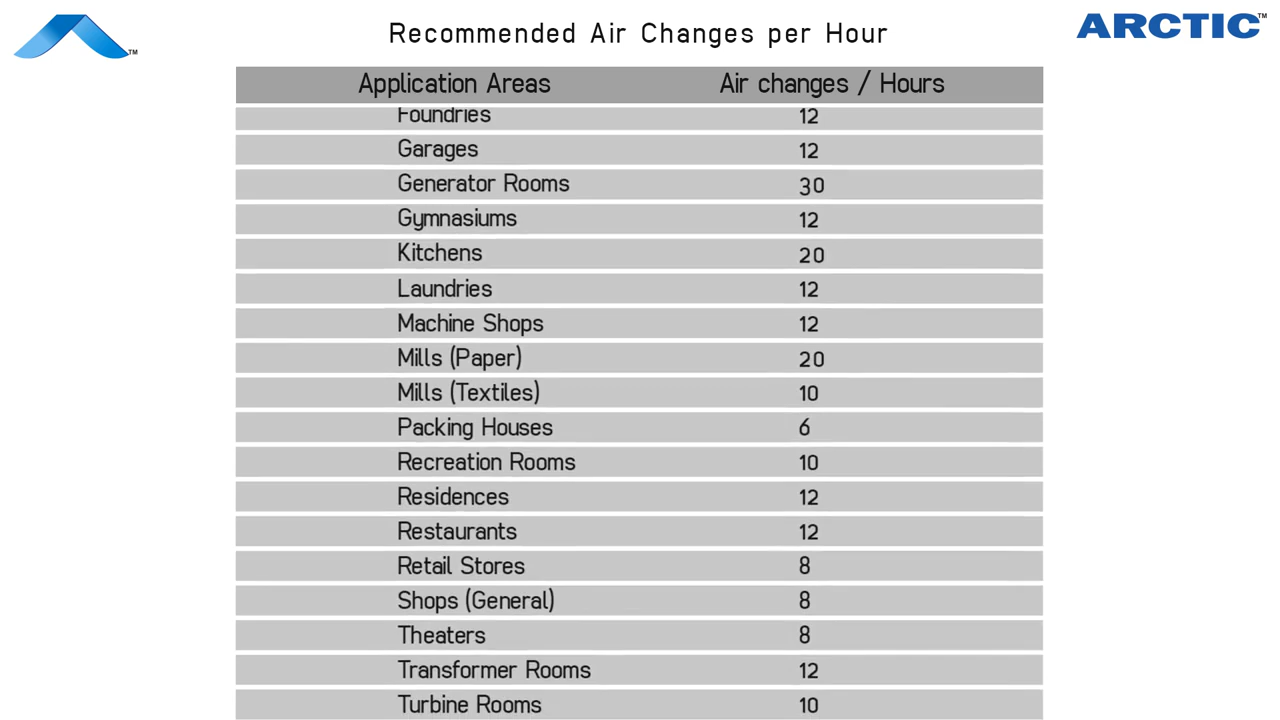 Recommended Air Changes per Hour
ARCTIC™
TM
Application Areas Air changes / Hours
Foundries 12
Garages 12
Generator Rooms 30
Gymnasiums 12
Kitchens 20
Laundries 12
Machine Shops 12
Mills (Paper) 20
Mills (Textiles) 10
Packing Houses 6
Recreation Rooms 10
Residences 12
Restaurants 12
Retail Stores 8
Shops (General) 8
Theaters 8
Transformer Rooms 12
Turbine Rooms 10